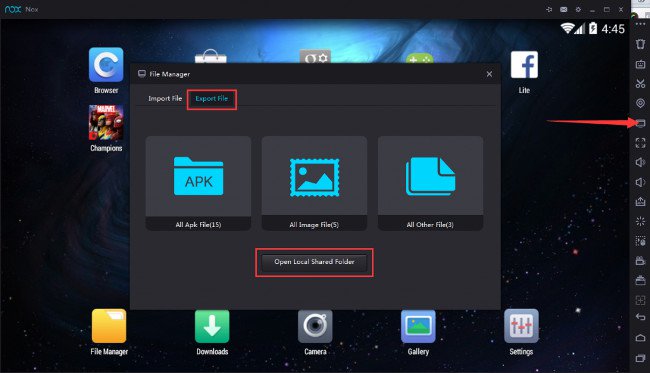 nox Nox
4:45
Browser
Lite
File Manager
Import File Export File
MARVEL
Champions
APK
All Apk File(15) All Image File(5) All Other File(3)
Open Local Shared Folder
File Manager Downloads Camera Gallery Settings